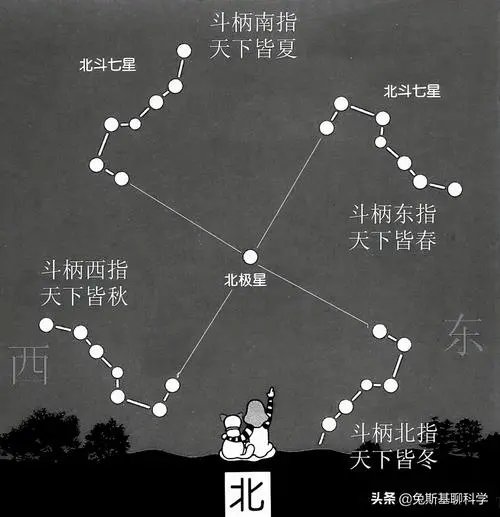 斗柄南指
天下皆夏
北斗七星
北斗七星
斗柄东指
天下皆春
北极星
斗柄西指
天下皆秋
西
东
斗柄北指
天下皆冬
北
头条 @兔斯基聊科学